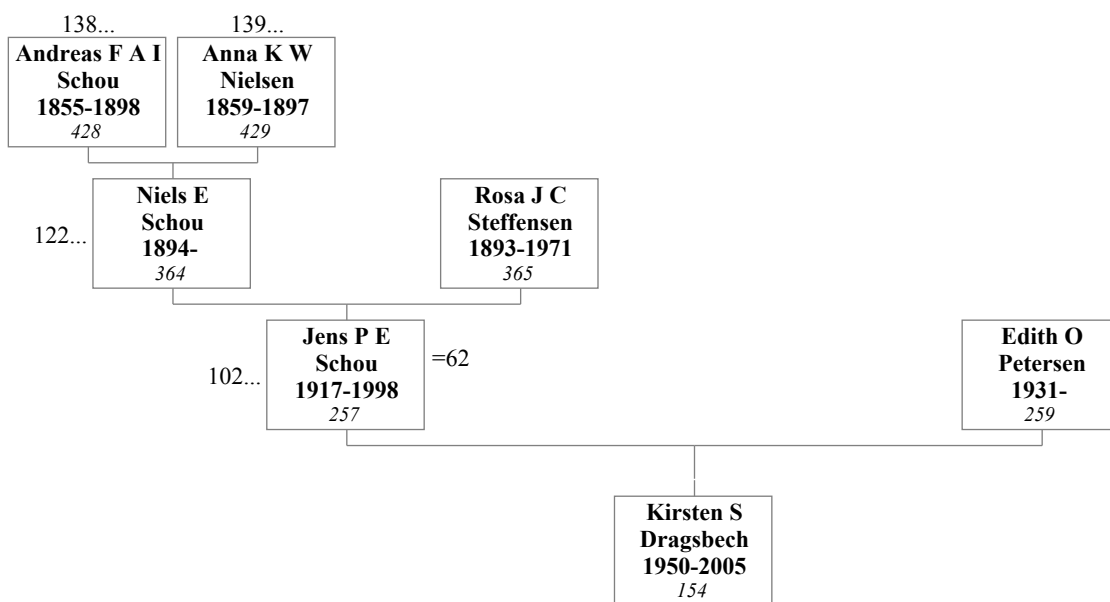 138...
139...
Andreas F A I
Schou
1855-1898
428
Anna K W
Nielsen
1859-1897
429
122...
Niels E
Schou
1894-
364
Rosa J C
Steffensen
1893-1971
365
102...
Jens P E
Schou
1917-1998
257
=62
Edith O
Petersen
1931-
259
Kirsten S
Dragsbech
1950-2005
154